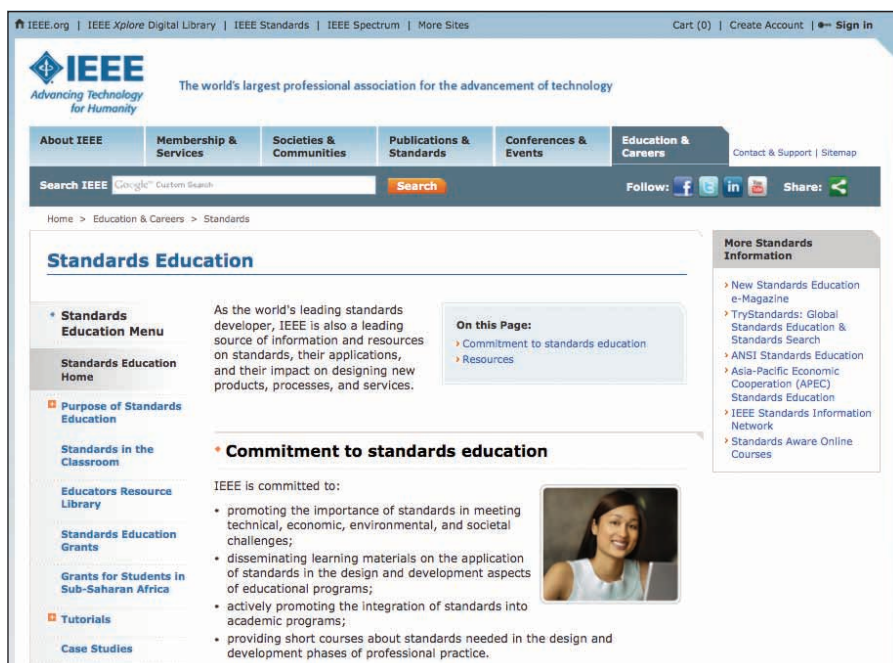 IEEE.org | IEEE Xplore Digital Library | IEEE Standards | IEEE Spectrum | More Sites
Cart (0) | Create Account | Sign in
IEEE
Advancing Technology
for Humanity
The world's largest professional association for the advancement of technology
About IEEE
Membership &
Services
Societies &
Communities
Publications &
Standards
Conferences &
Events
Education &
Careers
Contact & Support | Sitemap
Search IEEE
Google™ Custom Search
Search
Follow:
Share:
Home > Education & Careers > Standards
Standards Education
Standards
Education Menu
Standards Education
Home
Purpose of Standards
Education
Standards in the
Classroom
Educators Resource
Library
Standards Education
Grants
Grants for Students in
Sub-Saharan Africa
Tutorials
Case Studies
As the world's leading standards
developer, IEEE is also a leading
source of information and resources
on standards, their applications,
and their impact on designing new
products, processes, and services.
On this Page:
› Commitment to standards education
› Resources
Commitment to standards education
IEEE is committed to:
• promoting the importance of standards in meeting
technical, economic, environmental, and societal
challenges;
• disseminating learning materials on the application
of standards in the design and development aspects
of educational programs;
• actively promoting the integration of standards into
academic programs;
• providing short courses about standards needed in the design and
development phases of professional practice.
More Standards
Information
› New Standards Education
e-Magazine
› TryStandards: Global
Standards Education &
Standards Search
› ANSI Standards Education
› Asia-Pacific Economic
Cooperation (APEC)
Standards Education
› IEEE Standards Information
Network
› Standards Aware Online
Courses